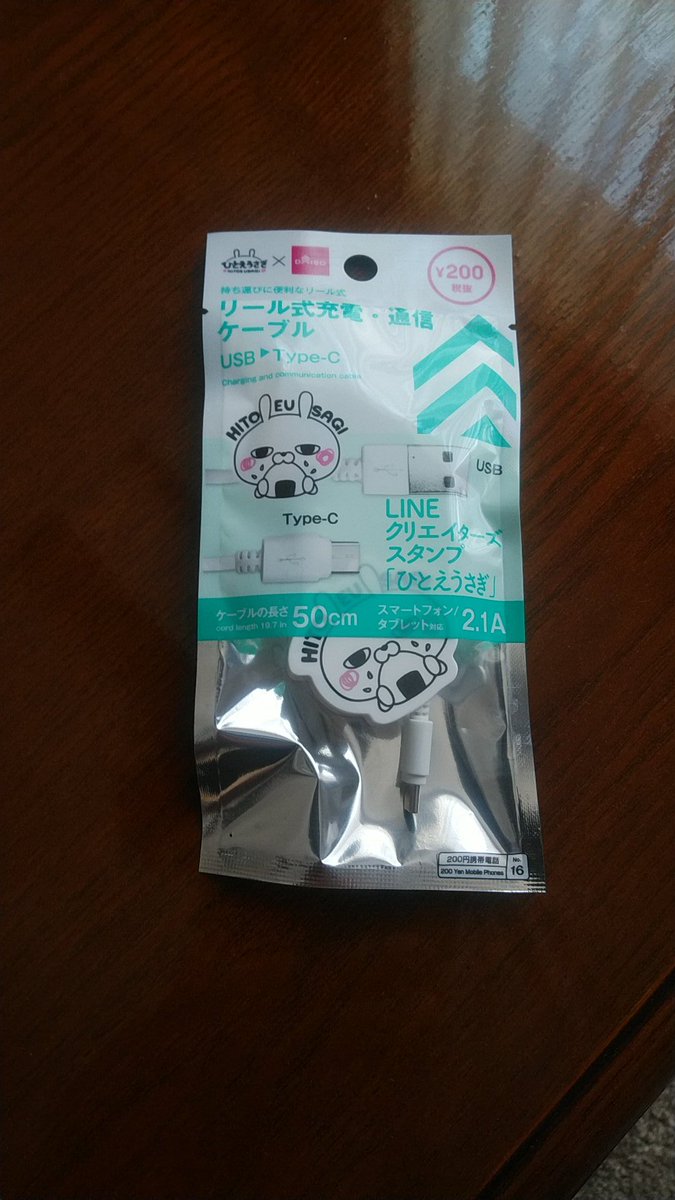 ひとえうさぎ
HITOE USAGI
×
DAISO
¥200
税抜
持ち運びに便利なリール式
リール式充電・通信
ケーブル
USB▶Type-C
Charging and communication cable
HITO EU SAGI
USB
Type-C
LINE
クリエイターズ
スタンプ
「ひとえうさぎ」
ケーブルの長さ
cord length 19.7 in.
50cm
スマートフォン/
タブレット対応
2.1A
HITO
200円携帯電話
200 Yen Mobile Phones
No.
16